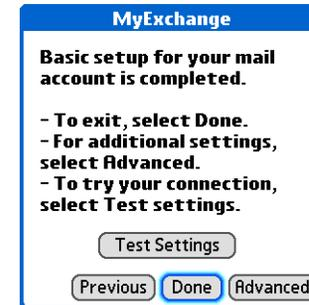 MyExchange
Basic setup for your mail
account is completed.
- To exit, select Done.
- For additional settings,
select Advanced.
- To try your connection,
select Test settings.
Test Settings
Previous Done Advanced